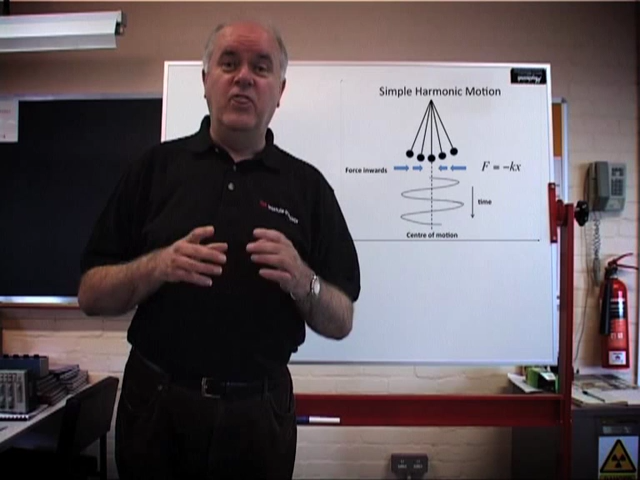 Simple Harmonic Motion
Force inwards
F = -kx
time
Centre of motion